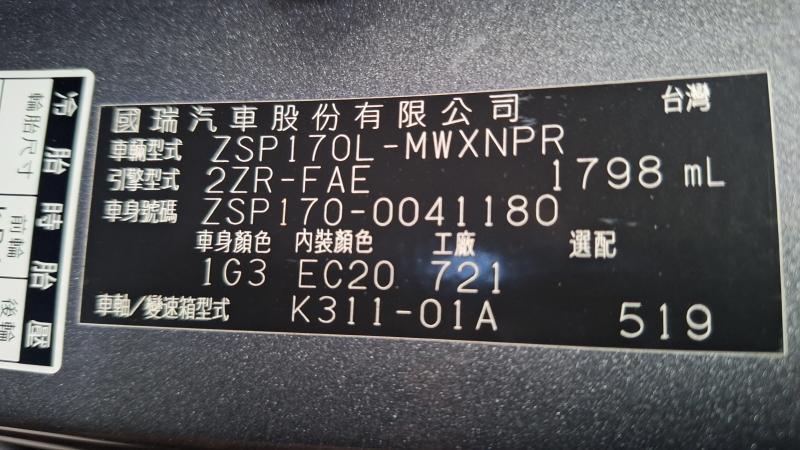 國瑞汽車股份有限公司 台灣
車輛型式 ZSP170L-MWXNPR
引擎型式 2ZR-FAE 1798 mL
車身號碼 ZSP170-0041180
車身顏色 內裝顏色 工廠 選配
1G3 EC20 721
車軸/變速箱型式 K311-01A 519
冷胎時胎壓
輪胎尺寸
前輪
後輪